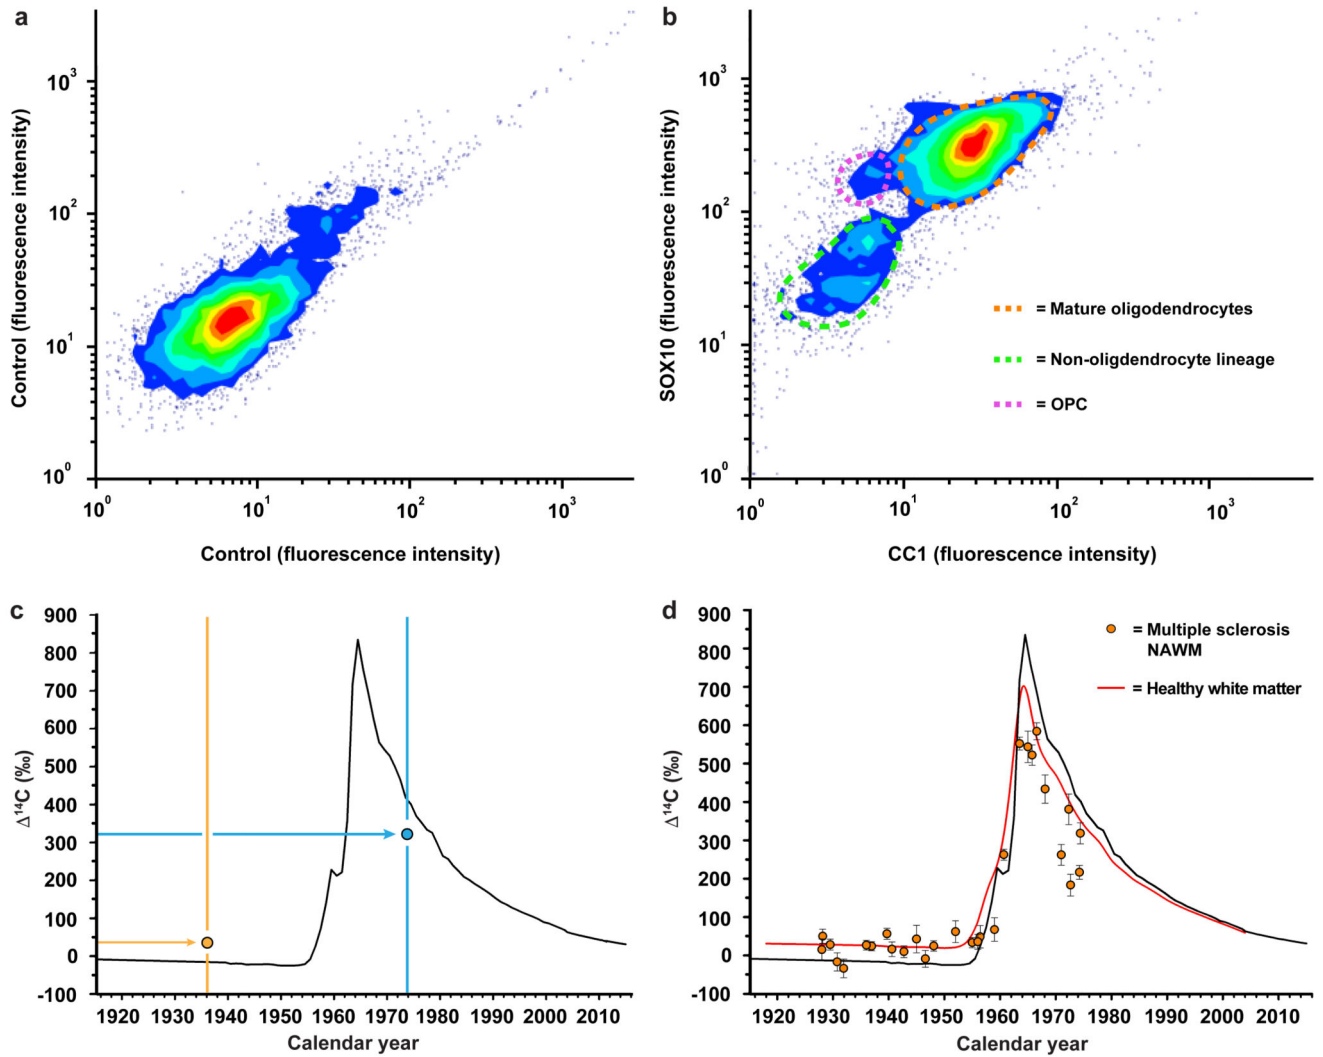 a
Control (fluorescence intensity)
10³
10²
10¹
10⁰
10⁰
10¹
10²
10³
Control (fluorescence intensity)
b
SOX10 (fluorescence intensity)
10³
10²
10¹
10⁰
= Mature oligodendrocytes
= Non-oligdendrocyte lineage
= OPC
10⁰
10¹
10²
10³
CC1 (fluorescence intensity)
c
Δ¹⁴C (‰)
900
800
700
600
500
400
300
200
100
0
-100
1920 1930 1940 1950 1960 1970 1980 1990 2000 2010
Calendar year
d
Δ¹⁴C (‰)
900
800
700
600
500
400
300
200
100
0
-100
= Multiple sclerosis
NAWM
= Healthy white matter
1920 1930 1940 1950 1960 1970 1980 1990 2000 2010
Calendar year